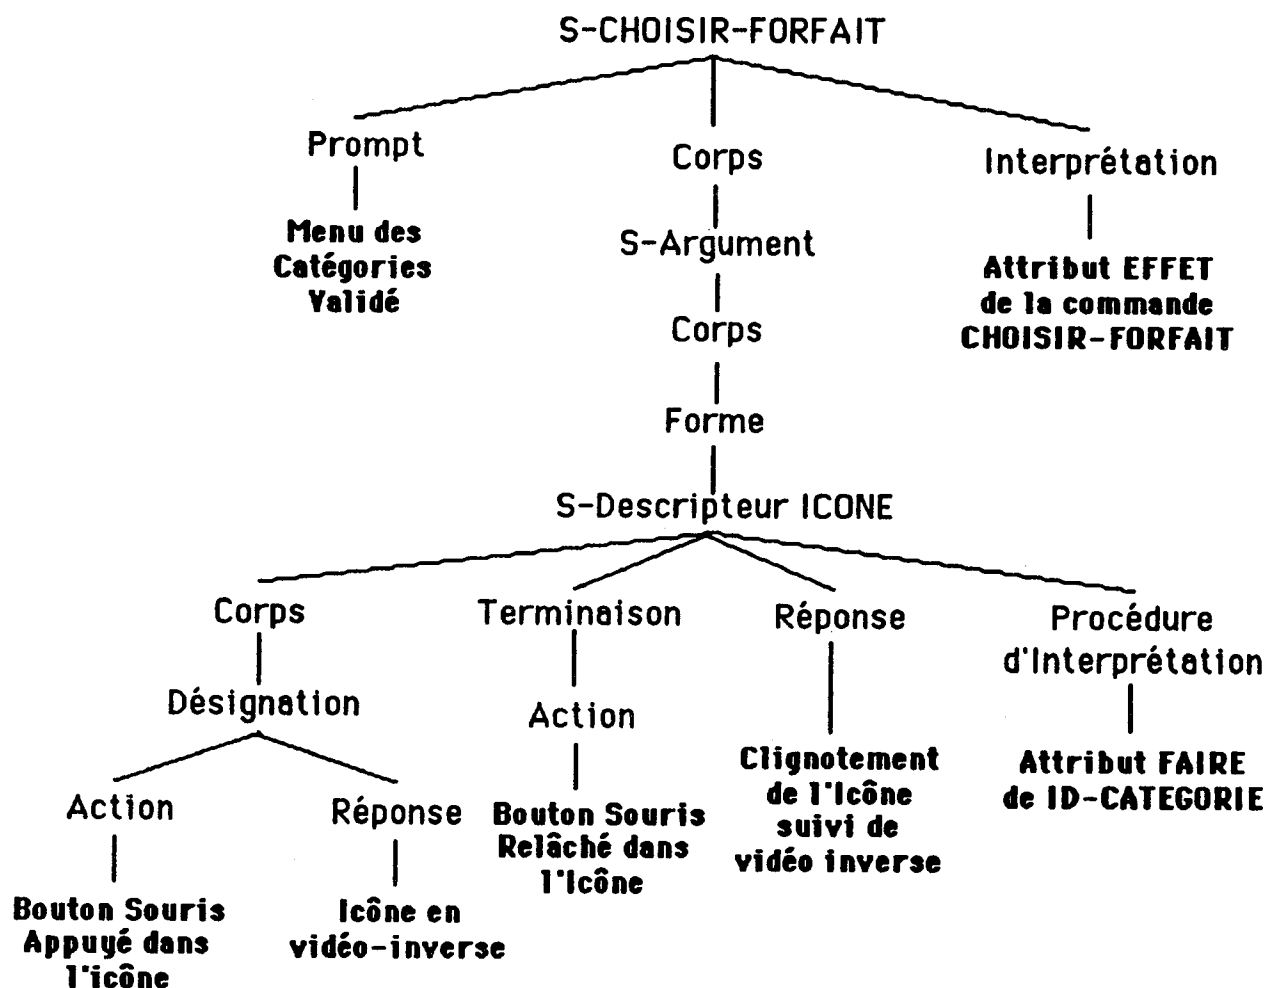 S-CHOISIR-FORFAIT
Prompt
Corps
Interprétation
Menu des
Catégories
Validé
S-Argument
Attribut EFFET
de la commande
CHOISIR-FORFAIT
Corps
Forme
S-Descripteur ICONE
Corps
Terminaison
Réponse
Procédure
d'Interprétation
Désignation
Action
Clignotement
de l'Icône
suivi de
vidéo inverse
Attribut FAIRE
de ID-CATEGORIE
Action
Réponse
Bouton Souris
Relâché dans
l'Icône
Bouton Souris
Appuyé dans
l'icône
Icône en
vidéo-inverse